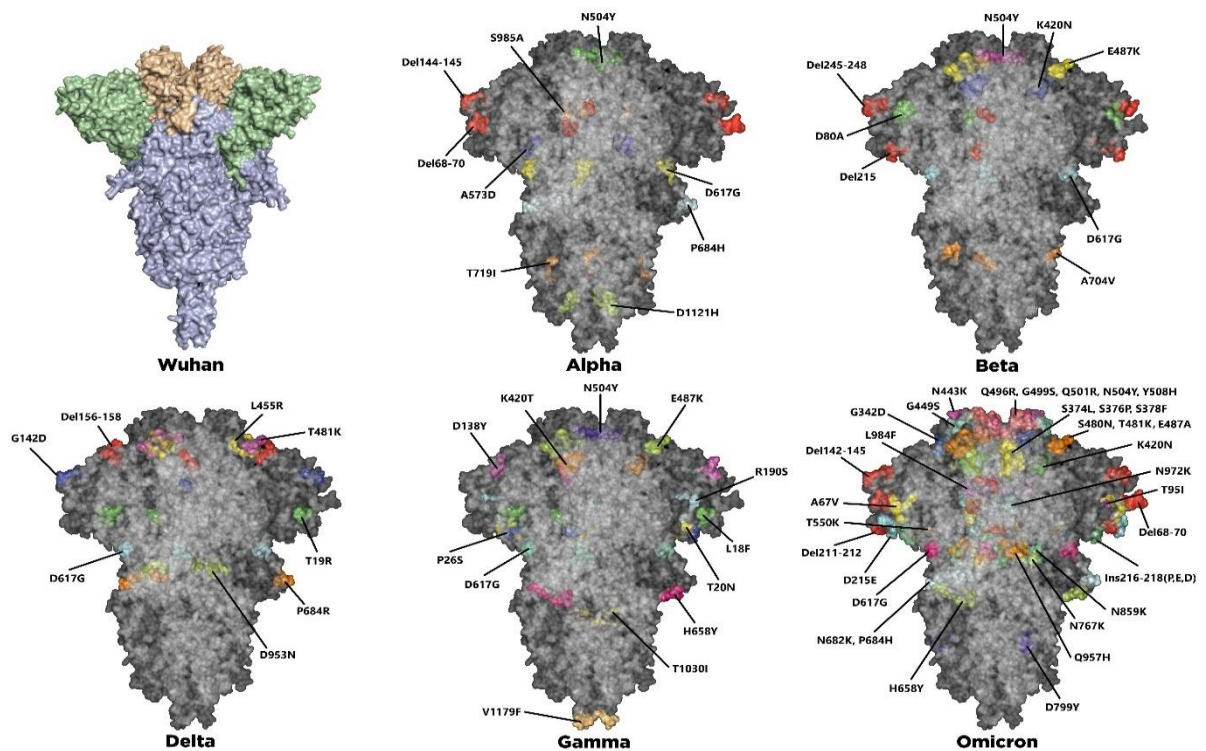 N504Y
S985A
Del144-145
Del68-70
A573D
D617G
P684H
T719I
D1121H
N504Y
K420N
E487K
Del245-248
D80A
Del215
D617G
A704V
Wuhan
Alpha
Beta
L455R
Del156-158
T481K
G142D
T19R
D617G
P684R
D953N
N504Y
K420T
E487K
D138Y
R190S
L18F
P26S
D617G
T20N
H658Y
T1030I
V1179F
N443K
Q496R, G499S, Q501R, N504Y, Y508H
G449S
S374L, S376P, S378F
G342D
S480N, T481K, E487A
L984F
K420N
Del142-145
N972K
T95I
A67V
T550K
Del68-70
Del211-212
D215E
Ins216-218(P,E,D)
D617G
N859K
N682K, P684H
N767K
Q957H
H658Y
D799Y
Delta
Gamma
Omicron